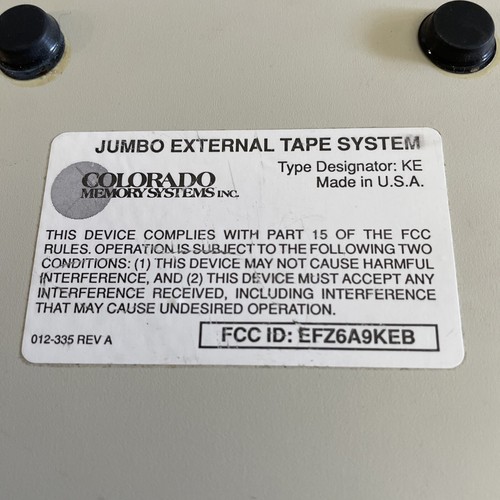 JUMBO EXTERNAL TAPE SYSTEM
Type Designator: KE
COLORADO
Made in U.S.A.
MEMORY SYSTEMS INC.
THIS DEVICE COMPLIES WITH PART 15 OF THE FCC
RULES. OPERATION IS SUBJECT TO THE FOLLOWING TWO
CONDITIONS: (1) THIS DEVICE MAY NOT CAUSE HARMFUL
INTERFERENCE, AND (2) THIS DEVICE MUST ACCEPT ANY
INTERFERENCE RECEIVED, INCLUDING INTERFERENCE
THAT MAY CAUSE UNDESIRED OPERATION.
012-335 REV A
FCC ID: EFZ6A9KEB